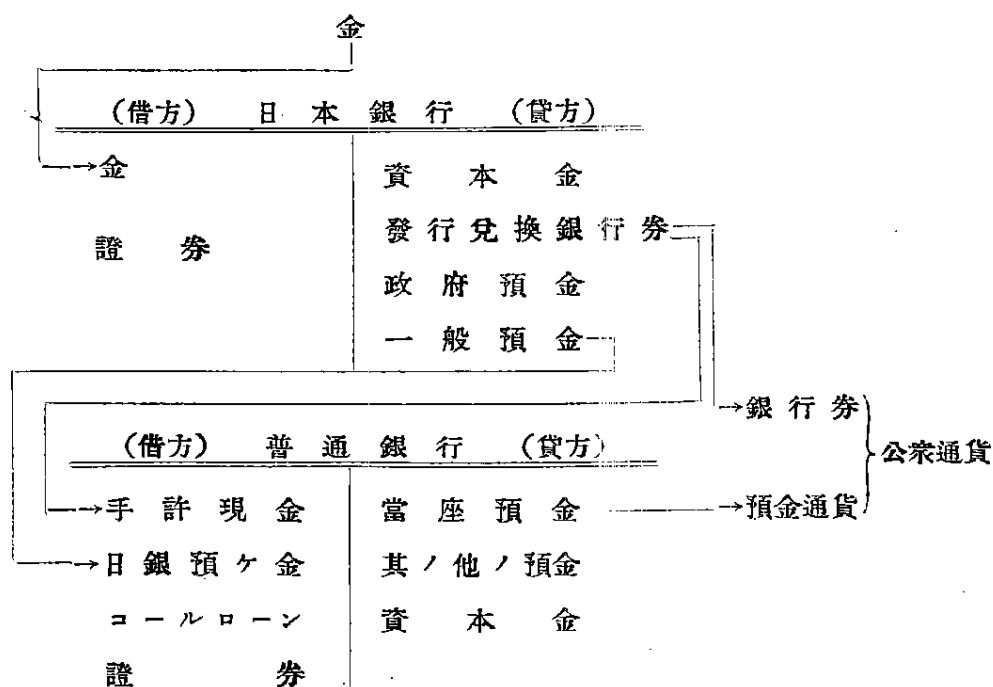 金
(借方) 日本銀行 (貸方)
金
資本金
發行兌換銀行券
證券
政府預金
一般預金
銀行券
公衆通貨
(借方) 普通銀行 (貸方)
手許現金
當座預金
預金通貨
日銀預ケ金
其ノ他ノ預金
コールローン
資本金
證券